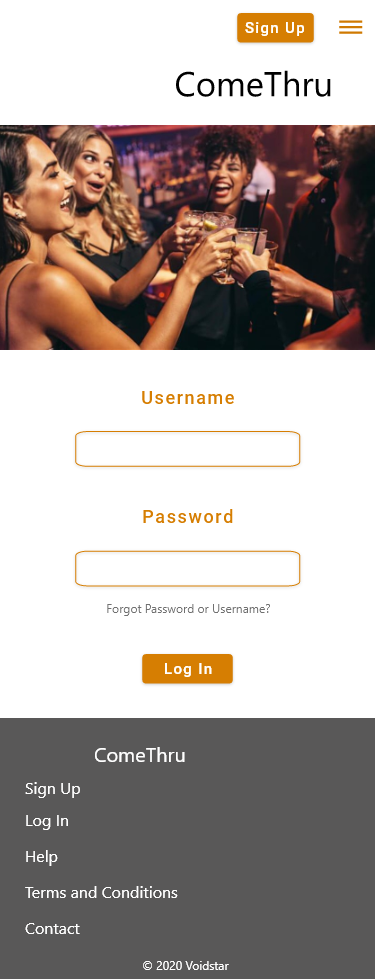 Sign Up
ComeThru
Username
Password
Forgot Password or Username?
Log In
ComeThru
Sign Up
Log In
Help
Terms and Conditions
Contact
© 2020 Voidstar